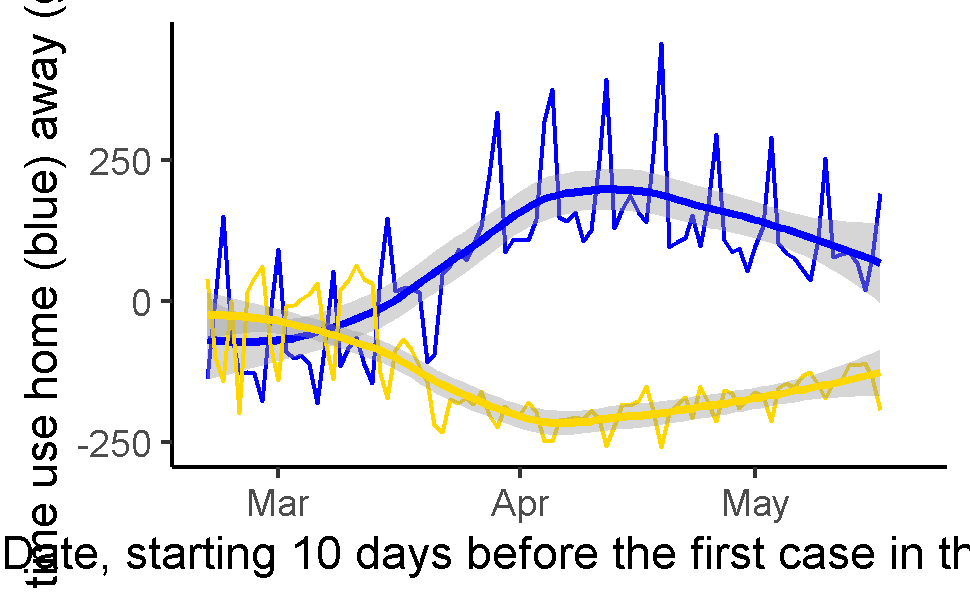 time use home (blue) away (
250
0
-250
Mar Apr May
Date, starting 10 days before the first case in th